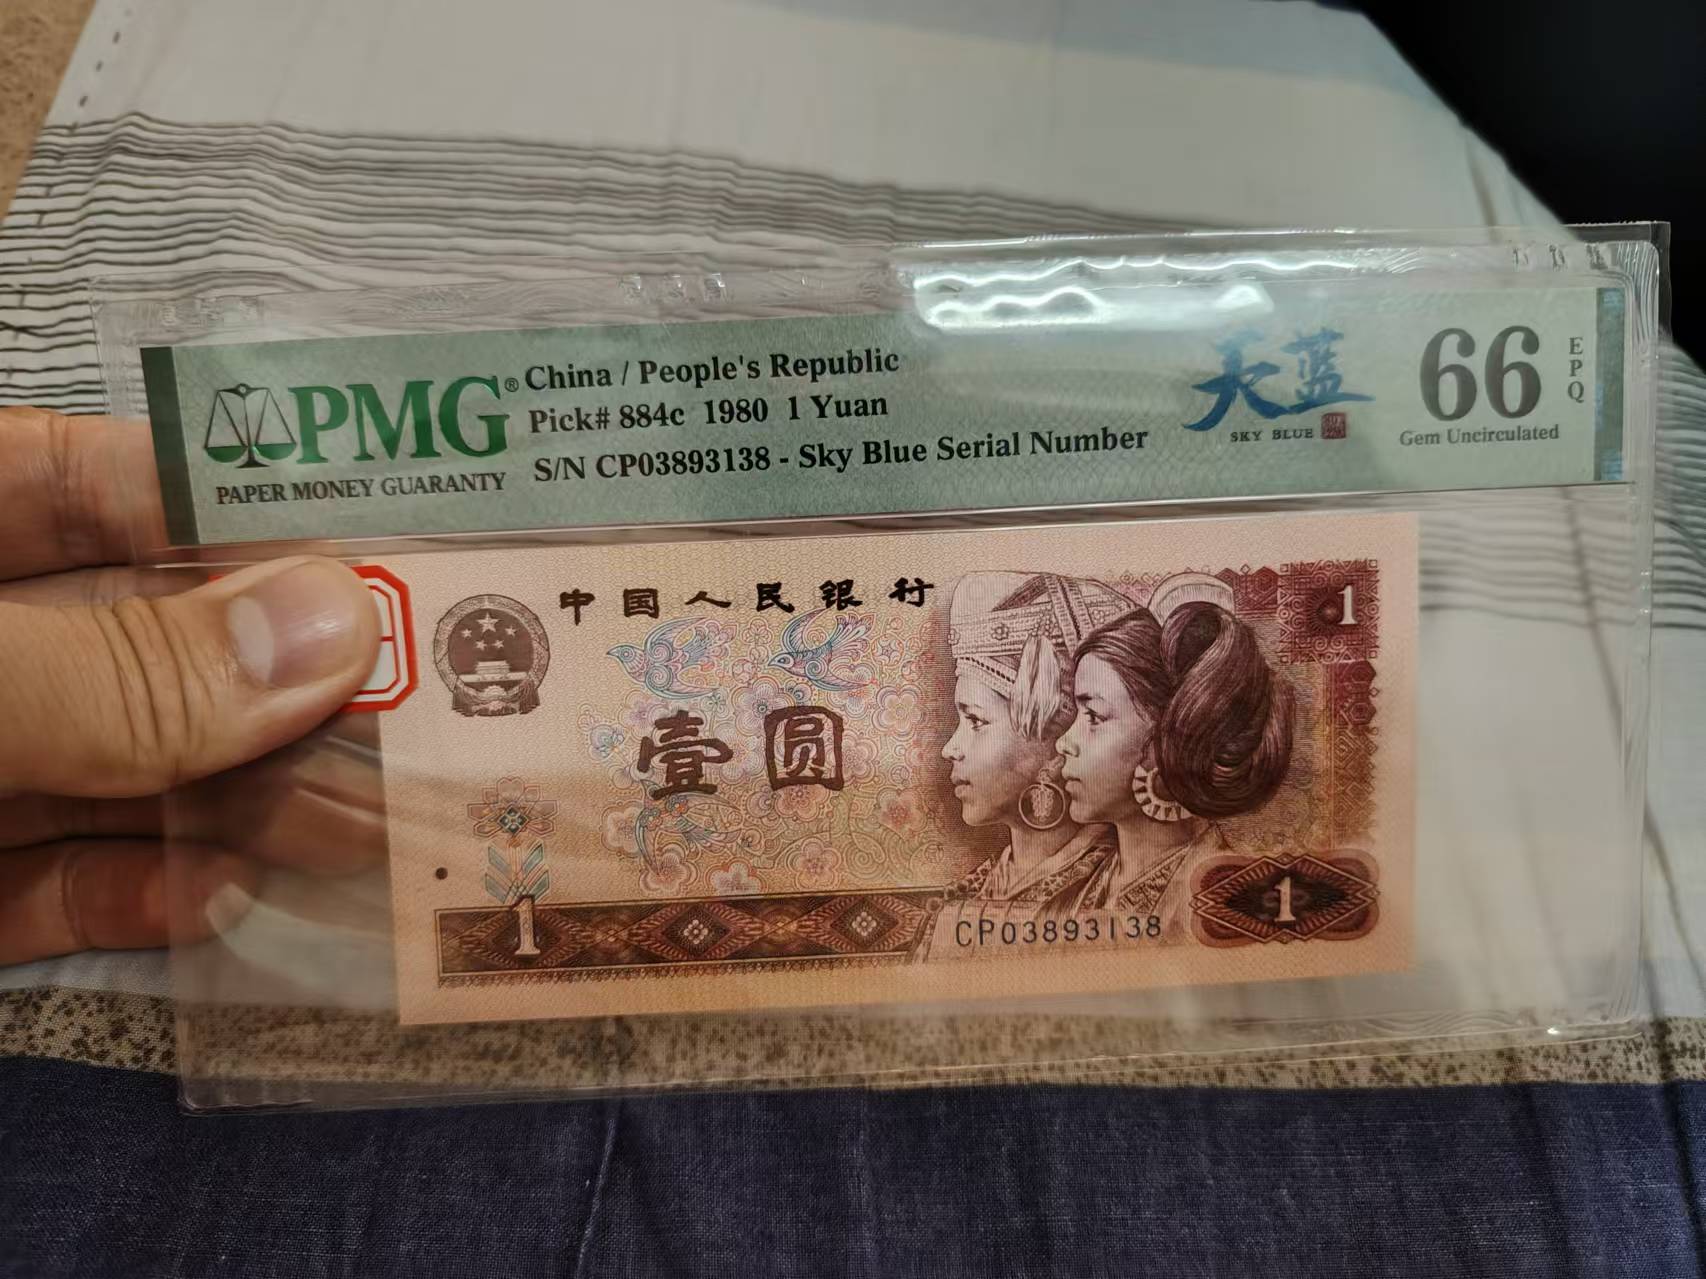 PMG®
PAPER MONEY GUARANTY
China / People's Republic
Pick# 884c 1980 1 Yuan
S/N CP03893138 - Sky Blue Serial Number
天蓝
SKY BLUE
66
EPQ
Gem Uncirculated
中国人民银行
1
壹圆
1
CP03893138
1